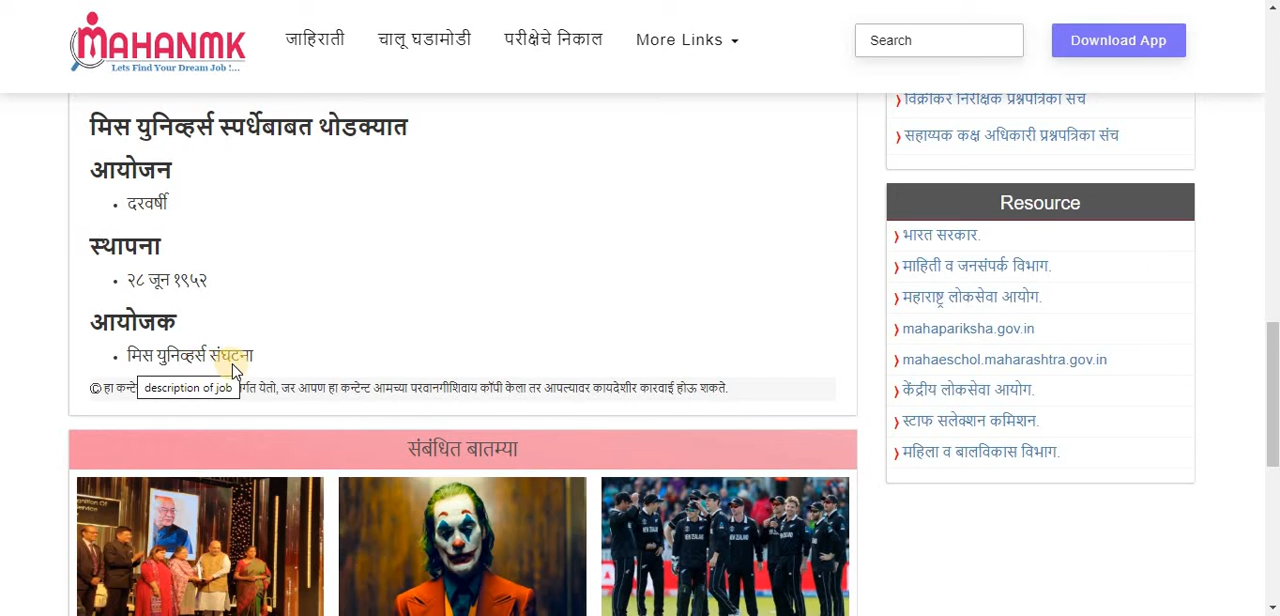 MAHANMK
Lets Find Your Dream Job !...
जाहिराती
चालू घडामोडी
परीक्षेचे निकाल
More Links
Search
Download App
मिस युनिव्हर्स स्पर्धेबाबत थोडक्यात
आयोजन
दरवर्षी
स्थापना
२८ जून १९५२
आयोजक
मिस युनिव्हर्स संघटना
© हा कन्टे
description of job
येतो, जर आपण हा कन्टेन्ट आमच्या परवानगीशिवाय कॉपी केला तर आपल्यावर कायदेशीर कारवाई होऊ शकते.
संबंधित बातम्या
विक्रीकर निरीक्षक प्रश्नपत्रिका संच
सहाय्यक कक्ष अधिकारी प्रश्नपत्रिका संच
Resource
भारत सरकार.
माहिती व जनसंपर्क विभाग.
महाराष्ट्र लोकसेवा आयोग.
mahapariksha.gov.in
mahaeschol.maharashtra.gov.in
केंद्रीय लोकसेवा आयोग.
स्टाफ सलेक्शन कमिशन.
महिला व बालविकास विभाग.